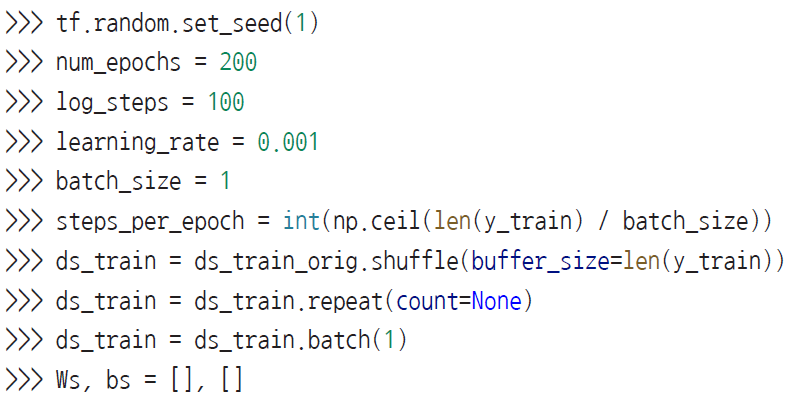 >>> tf.random.set_seed(1)
>>> num_epochs = 200
>>> log_steps = 100
>>> learning_rate = 0.001
>>> batch_size = 1
>>> steps_per_epoch = int(np.ceil(len(y_train) / batch_size))
>>> ds_train = ds_train_orig.shuffle(buffer_size=len(y_train))
>>> ds_train = ds_train.repeat(count=None)
>>> ds_train = ds_train.batch(1)
>>> Ws, bs = [], []